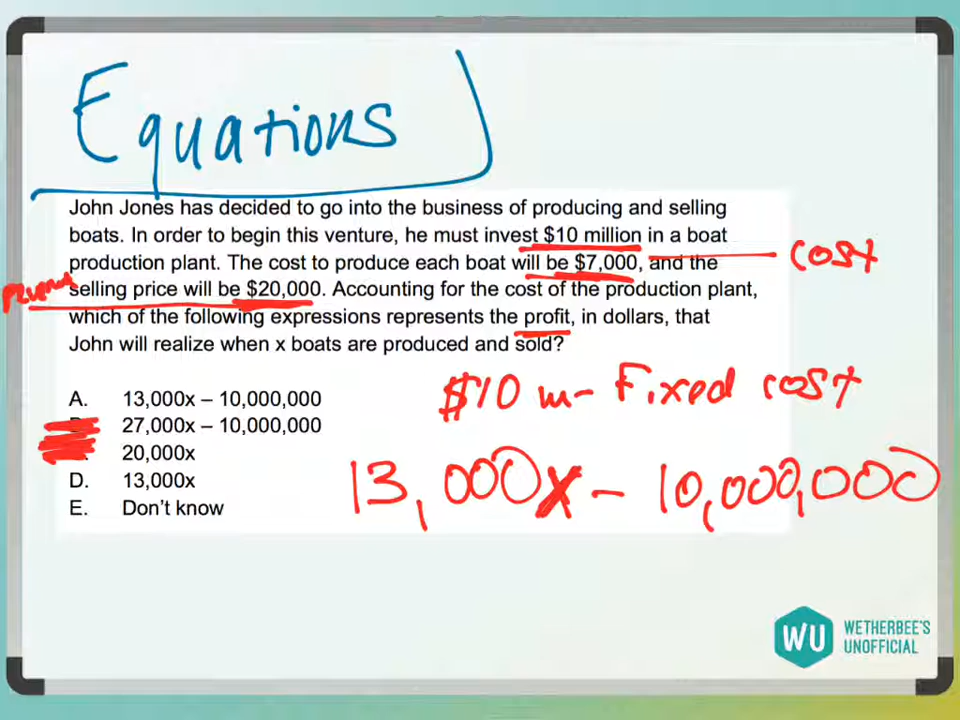 Equations
John Jones has decided to go into the business of producing and selling
boats. In order to begin this venture, he must invest $10 million in a boat
production plant. The cost to produce each boat will be $7,000, and the
cost
selling price will be $20,000. Accounting for the cost of the production plant,
which of the following expressions represents the profit, in dollars, that
John will realize when x boats are produced and sold?
$10 m - Fixed cost
A. 13,000x – 10,000,000
27,000x – 10,000,000
20,000x
13,000x - 10,000,000
D. 13,000x
E. Don't know
WU WETHERBEE'S
UNOFFICIAL